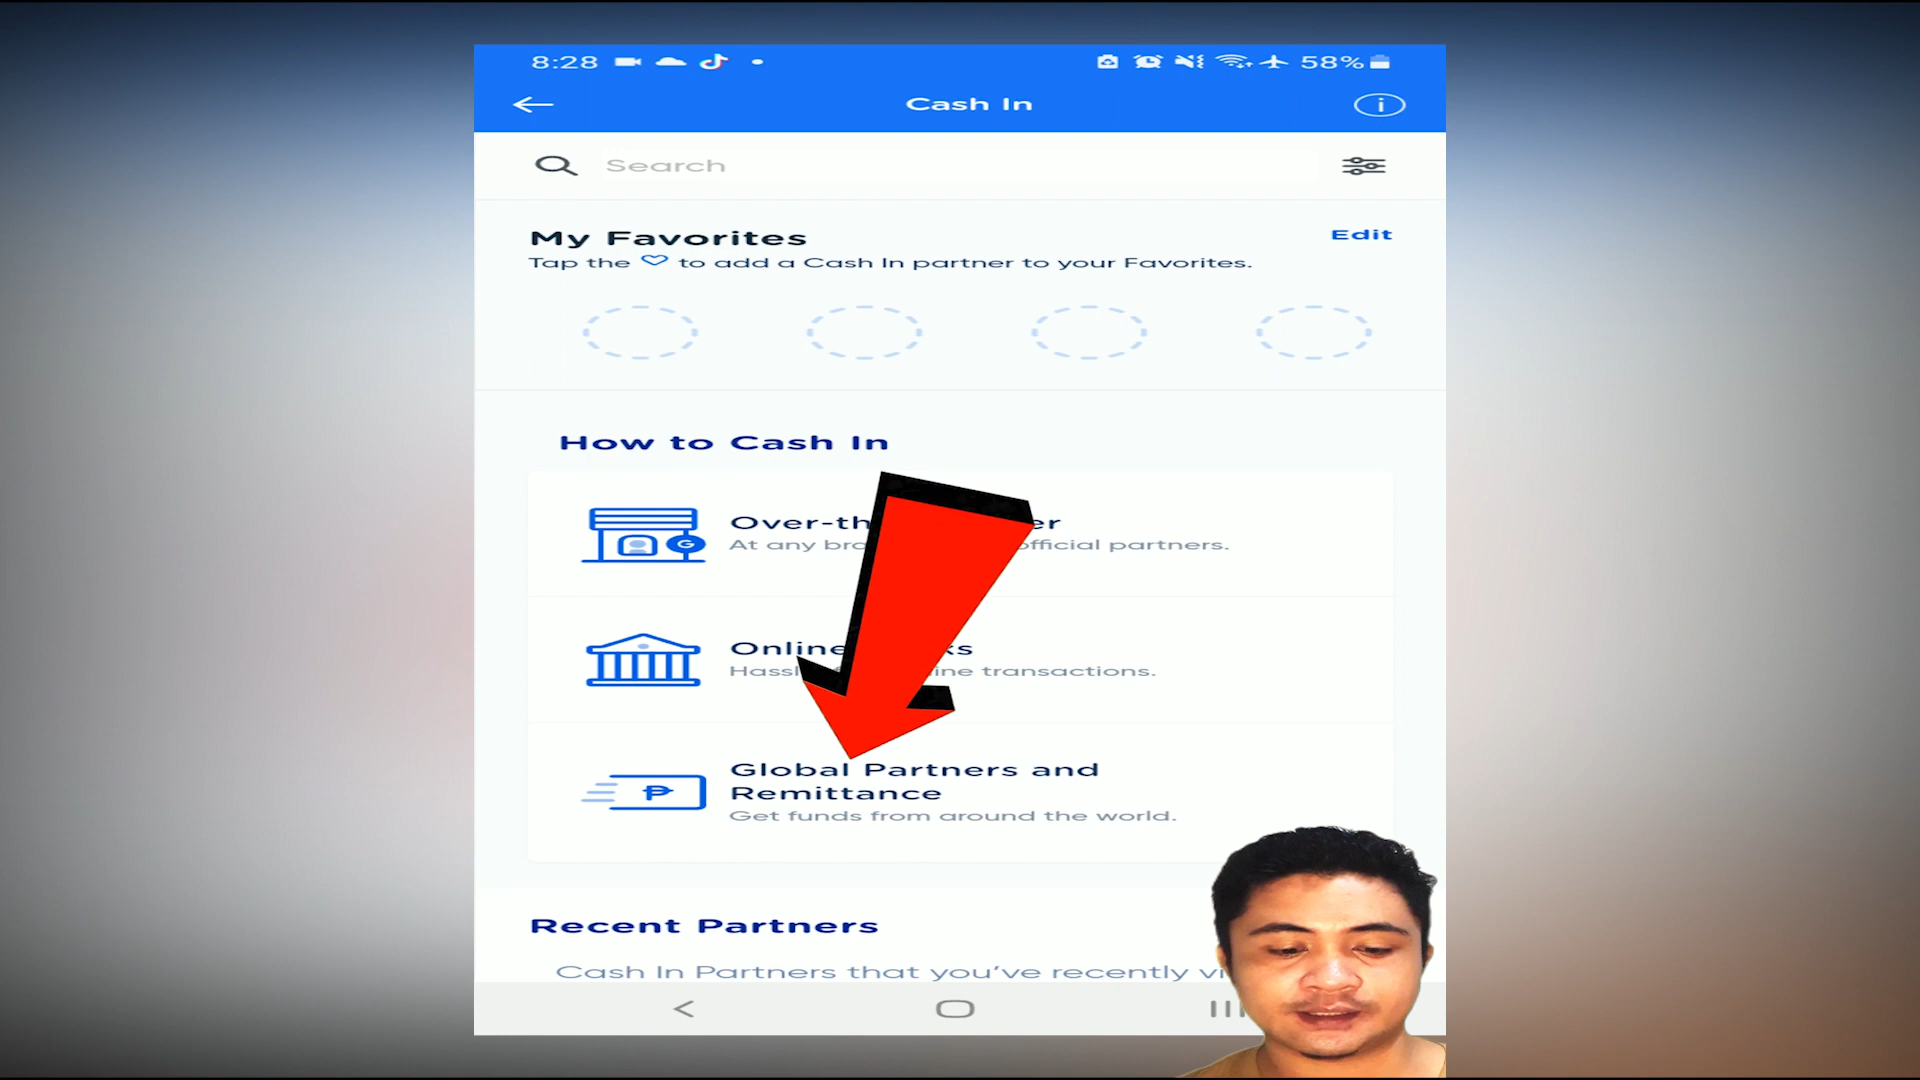 8:28
58%
Cash In
Search
My Favorites
Edit
Tap the to add a Cash In partner to your Favorites.
How to Cash In
Over-th er
At any bra official partners.
Online ks
Hassl ine transactions.
Global Partners and
Remittance
Get funds from around the world.
Recent Partners
Cash In Partners that you've recently vi